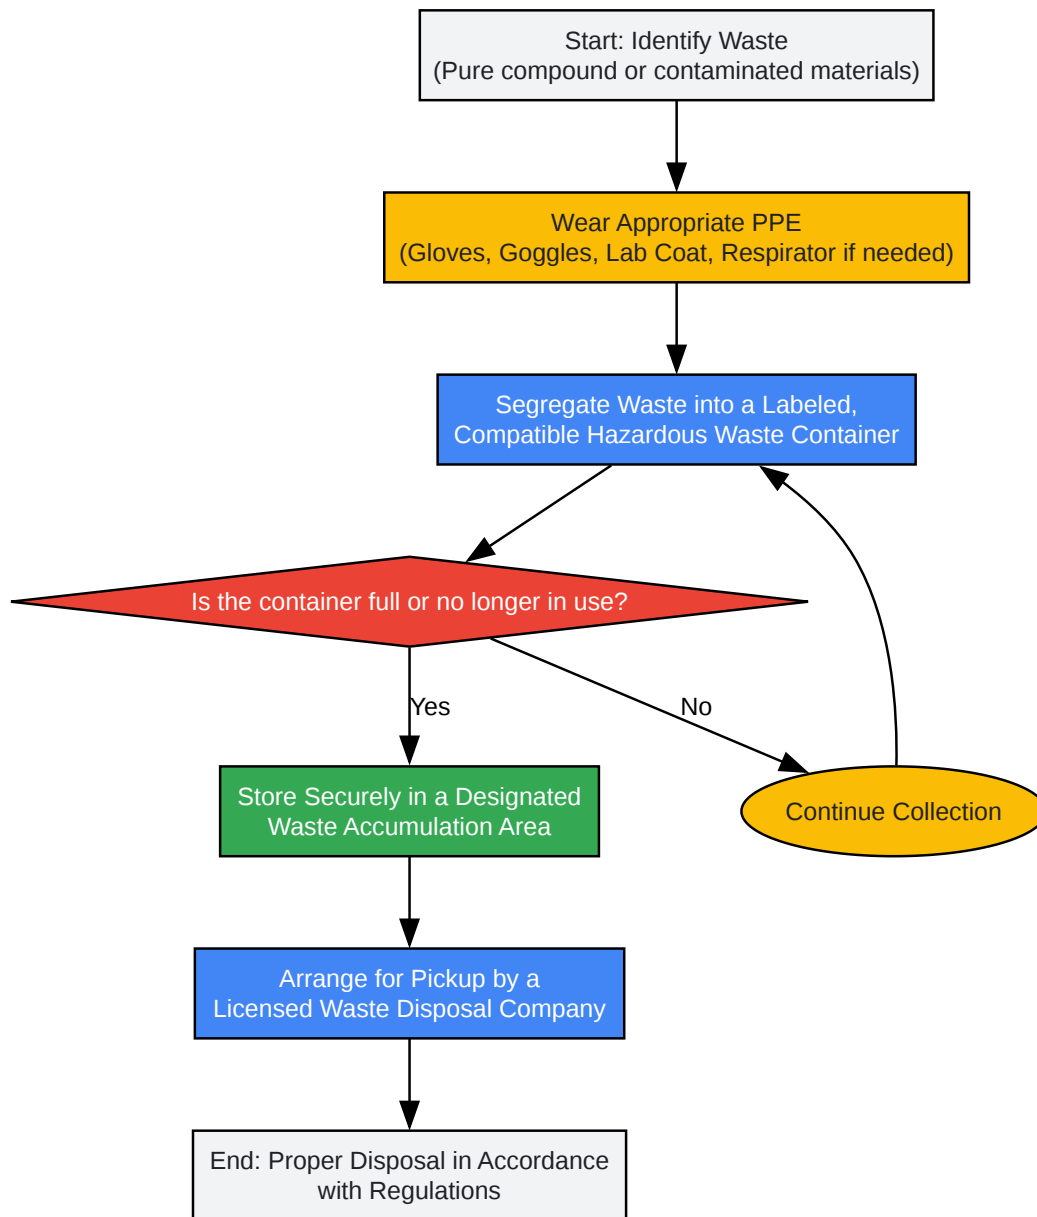 Start: Identify Waste
(Pure compound or contaminated materials)
Wear Appropriate PPE
(Gloves, Goggles, Lab Coat, Respirator if needed)
Segregate Waste into a Labeled,
Compatible Hazardous Waste Container
Is the container full or no longer in use?
Yes
No
Store Securely in a Designated
Waste Accumulation Area
Continue Collection
Arrange for Pickup by a
Licensed Waste Disposal Company
End: Proper Disposal in Accordance
with Regulations